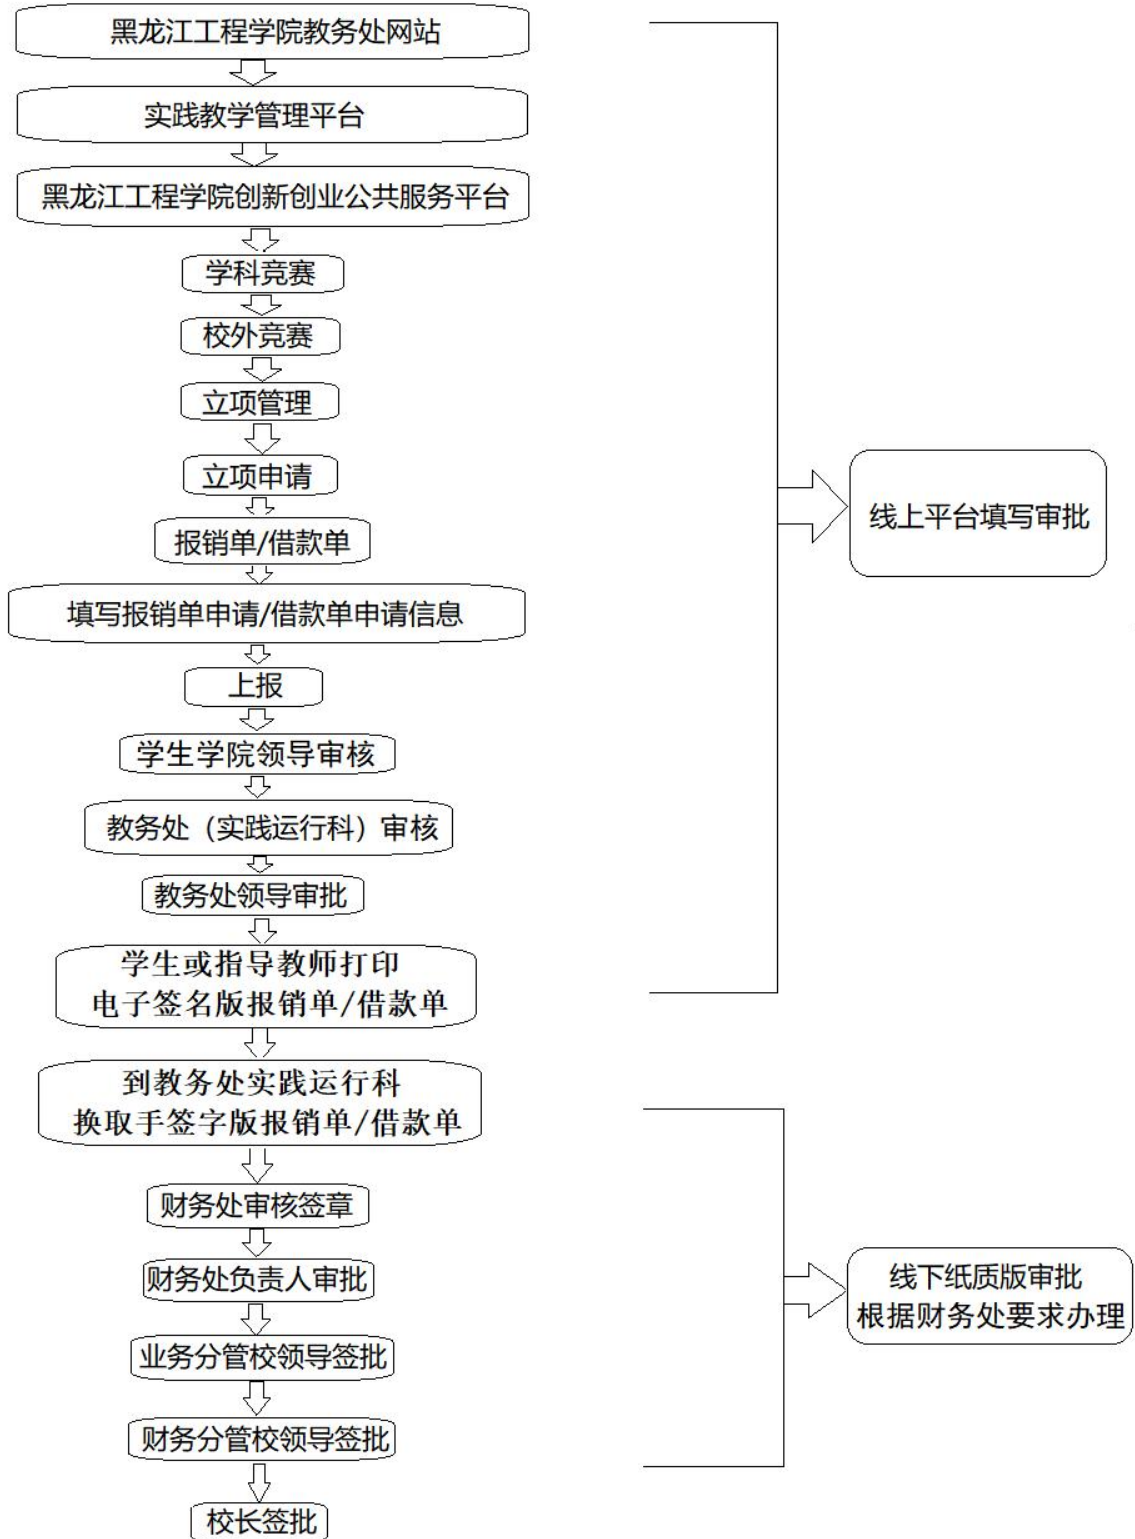 黑龙江工程学院教务处网站
实践教学管理平台
黑龙江工程学院创新创业公共服务平台
学科竞赛
校外竞赛
立项管理
立项申请
报销单/借款单
填写报销单申请/借款单申请信息
上报
学生学院领导审核
教务处（实践运行科）审核
教务处领导审批
学生或指导教师打印
电子签名版报销单/借款单
线上平台填写审批
到教务处实践运行科
换取手签字版报销单/借款单
财务处审核签章
财务处负责人审批
业务分管校领导签批
财务分管校领导签批
校长签批
线下纸质版审批
根据财务处要求办理